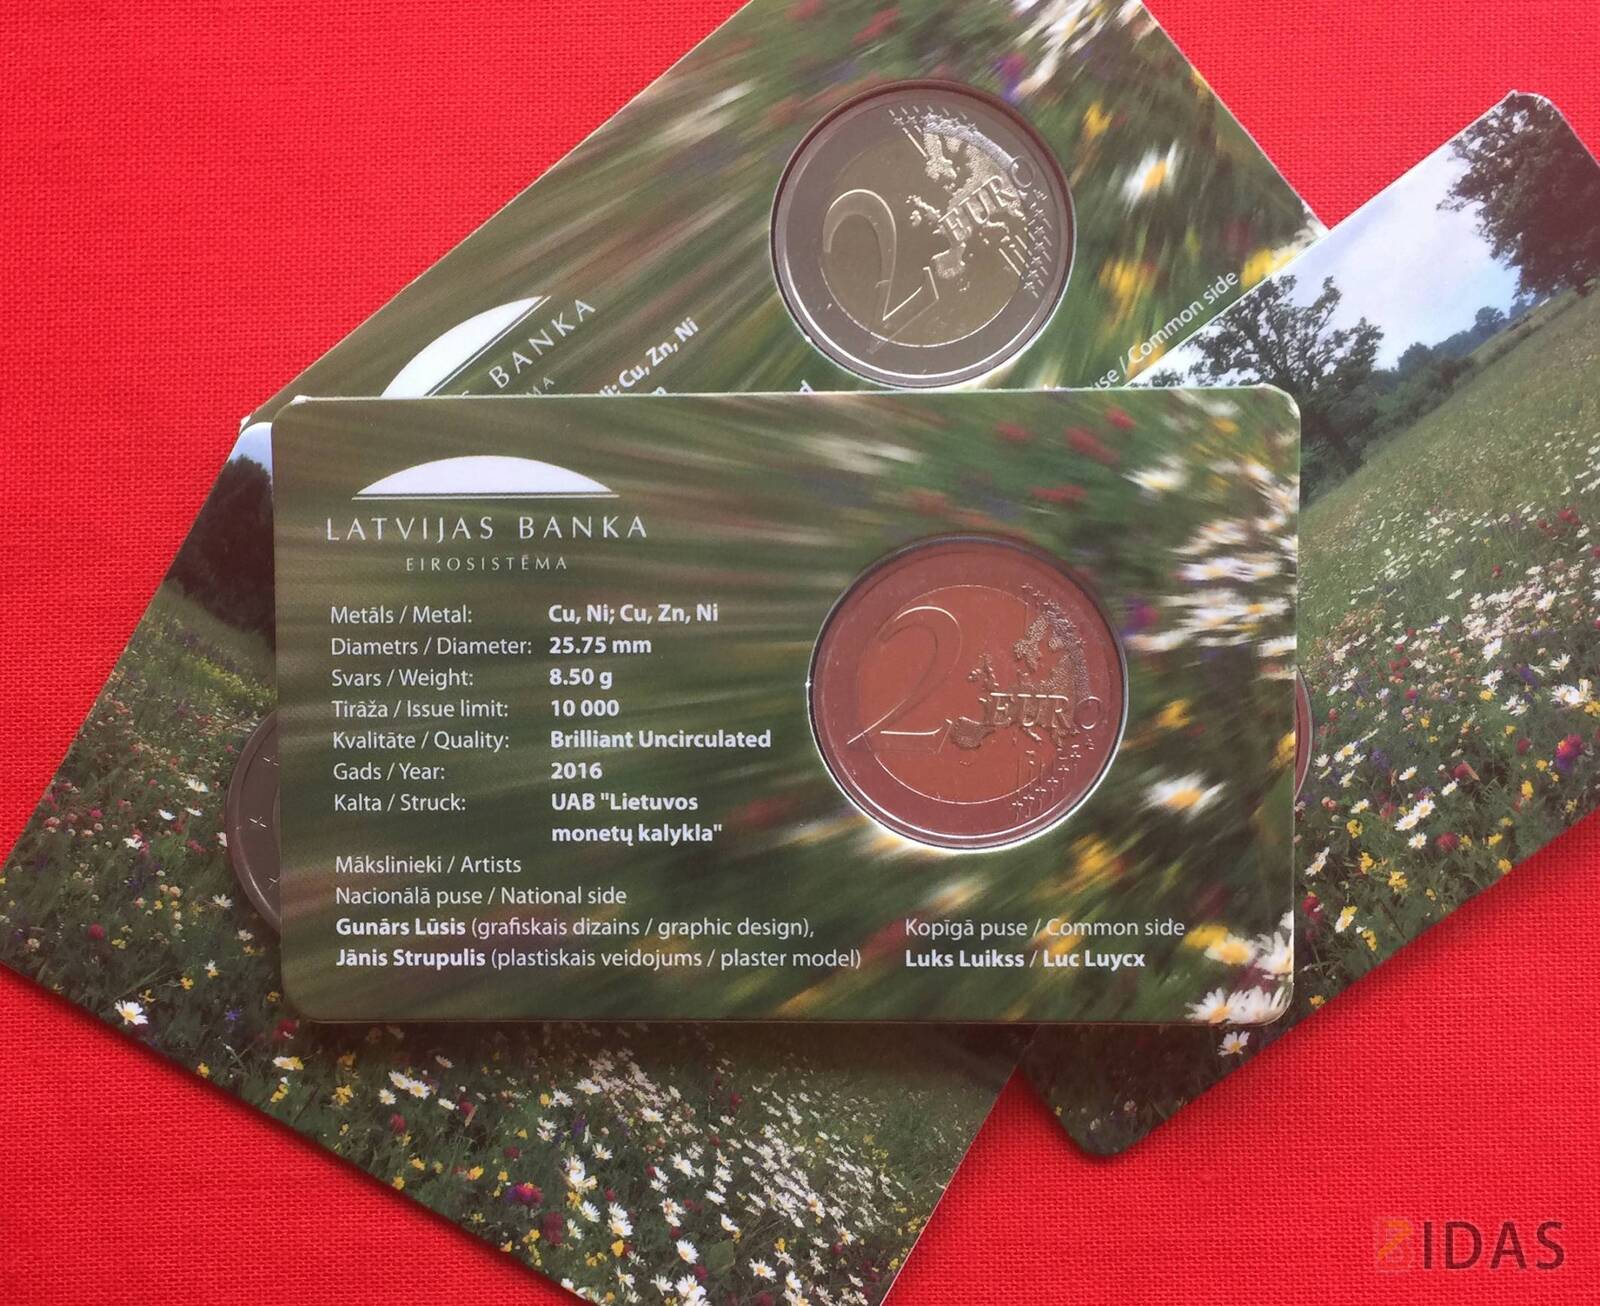 BANKA
Cu, Zn, Ni
Common side
2 EURO
LATVIJAS BANKA
EIROSISTĒMA
Metāls / Metal: Cu, Ni; Cu, Zn, Ni
Diametrs / Diameter: 25.75 mm
Svars / Weight: 8.50 g
Tirāža / Issue limit: 10 000
Kvalitāte / Quality: Brilliant Uncirculated
Gads / Year: 2016
Kalta / Struck: UAB "Lietuvos
monetų kalykla"
Mākslinieki / Artists
Nacionālā puse / National side
Gunārs Lūsis (grafiskais dizains / graphic design),
Jānis Strupulis (plastiskais veidojums / plaster model)
Kopīgā puse / Common side
Luks Luikss / Luc Luycx
2 EURO
IDAS